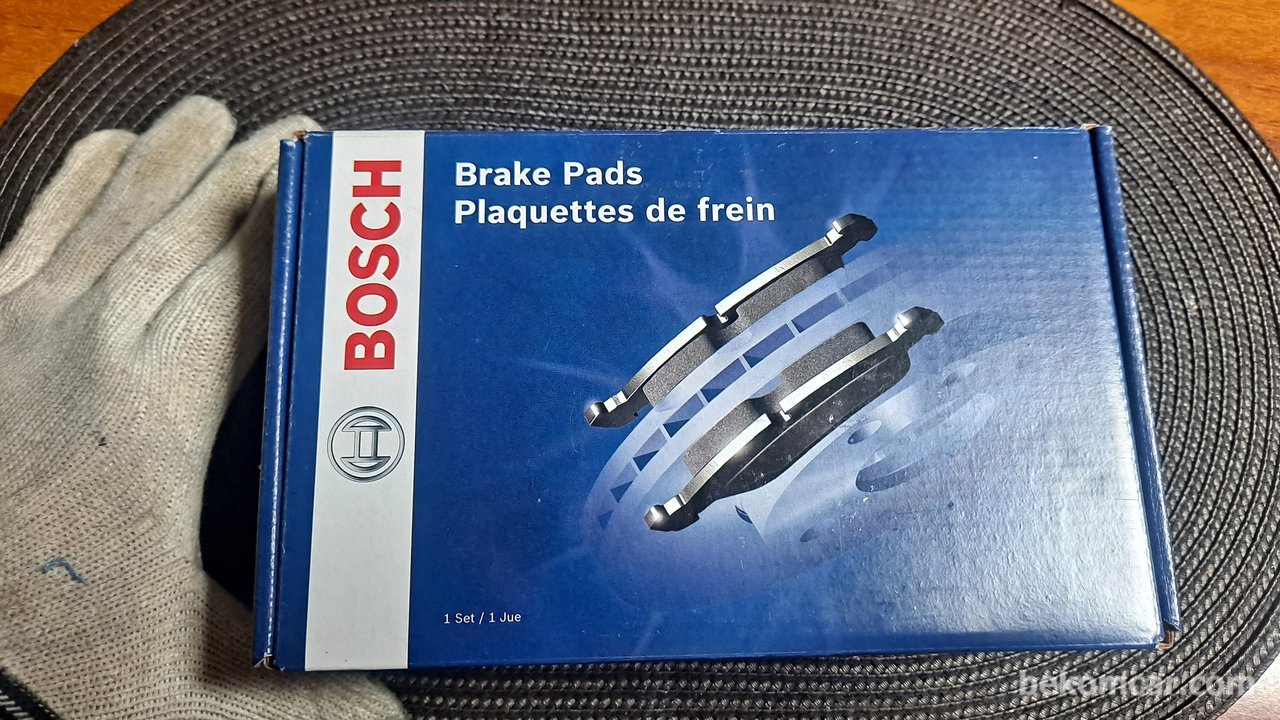 BOSCH
Brake Pads
Plaquettes de frein
1 Set / 1 Jue
bekomcar.com